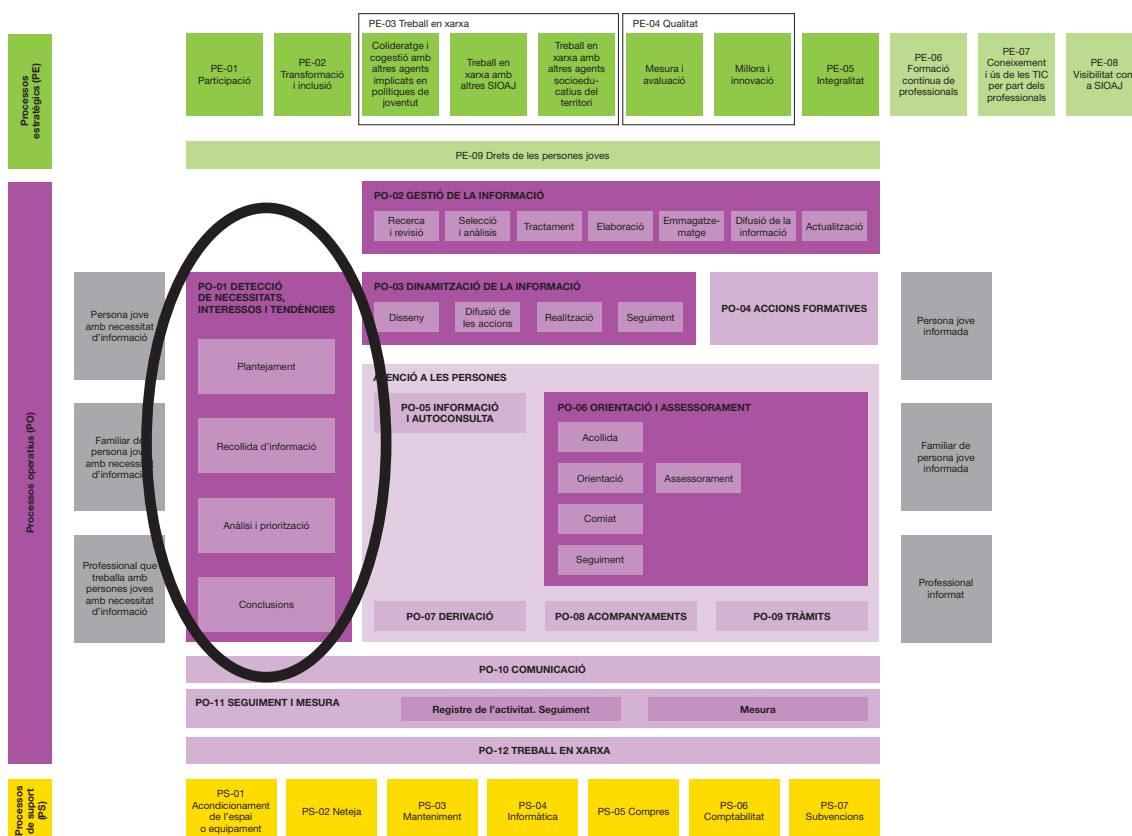 Processos
estratègics (PE)
PE-03 Treball en xarxa
PE-04 Qualitat
PE-01
Participació
PE-02
Transformació
i inclusió
Colideratge i
cogestió amb
altres agents
implicats en
polítiques de
joventut
Treball en
xarxa amb
altres SIOAJ
Treball en
xarxa amb
altres agents
socioedu-
catius del
territori
Mesura i
avaluació
Millora i
innovació
PE-05
Integralitat
PE-06
Formació
contínua de
professionals
PE-07
Coneixement
i ús de les TIC
per part dels
professionals
PE-08
Visibilitat com
a SIOAJ
PE-09 Drets de les persones joves
Processos operatius (PO)
PO-02 GESTIÓ DE LA INFORMACIÓ
Recerca
i revisió
Selecció
i anàlisis
Tractament
Elaboració
Emmagatze-
matge
Difusió de la
informació
Actualització
Persona jove
amb necessitat
d’informació
Familiar de
persona jove
amb necessitat
d’informació
Professional que
treballa amb
persones joves
amb necessitat
d’informació
PO-01 DETECCIÓ
DE NECESSITATS,
INTERESSOS I TENDÈNCIES
Plantejament
Recollida d’informació
Anàlisi i priorització
Conclusions
PO-03 DINAMITZACIÓ DE LA INFORMACIÓ
Disseny
Difusió de
les accions
Realització
Seguiment
PO-04 ACCIONS FORMATIVES
ATENCIÓ A LES PERSONES
PO-05 INFORMACIÓ
I AUTOCONSULTA
PO-06 ORIENTACIÓ I ASSESSORAMENT
Acollida
Orientació
Assessorament
Comiat
Seguiment
PO-07 DERIVACIÓ
PO-08 ACOMPANYAMENTS
PO-09 TRÀMITS
Persona jove
informada
Familiar de
persona jove
informada
Professional
informat
PO-10 COMUNICACIÓ
PO-11 SEGUIMENT I MESURA
Registre de l’activitat. Seguiment
Mesura
PO-12 TREBALL EN XARXA
Processos
de suport
(PS)
PS-01
Acondicionament
de l’espai
o equipament
PS-02 Neteja
PS-03
Manteniment
PS-04
Informàtica
PS-05 Compres
PS-06
Comptabilitat
PS-07
Subvencions